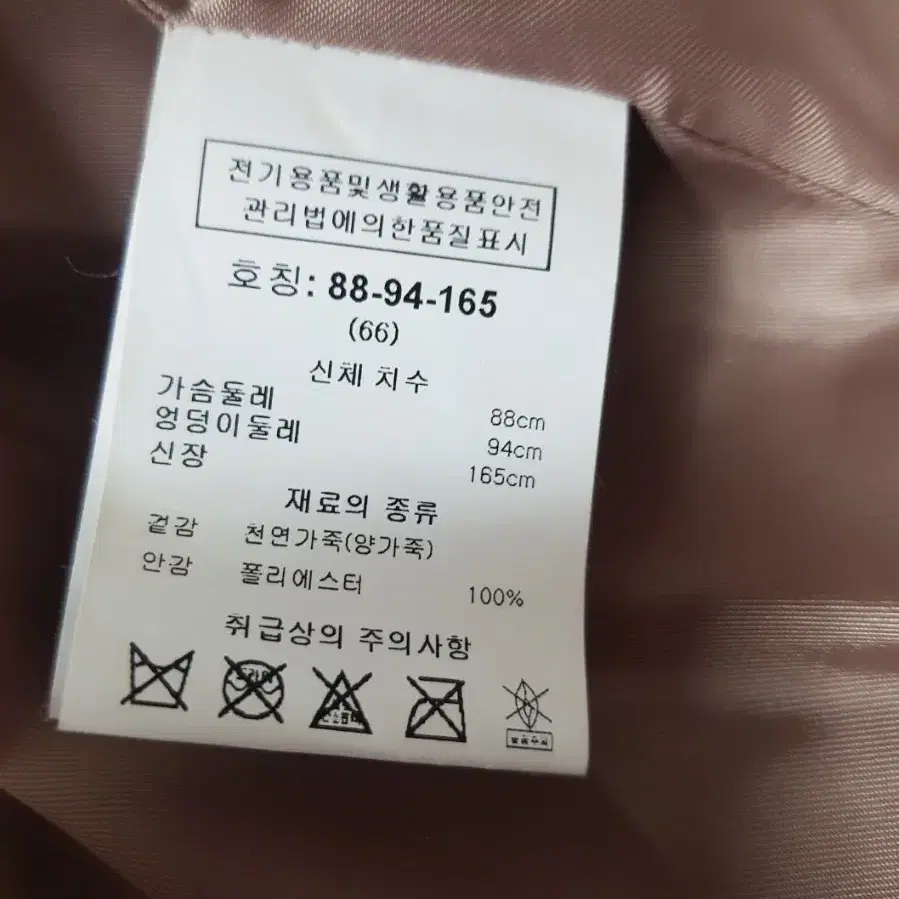 전기용품및생활용품안전
관리법에의한품질표시
호칭: 88-94-165
(66)
신체 치수
가슴둘레 88cm
엉덩이둘레 94cm
신장 165cm
재료의 종류
겉감 천연가죽(양가죽)
안감 폴리에스터 100%
취급상의 주의사항
드라이